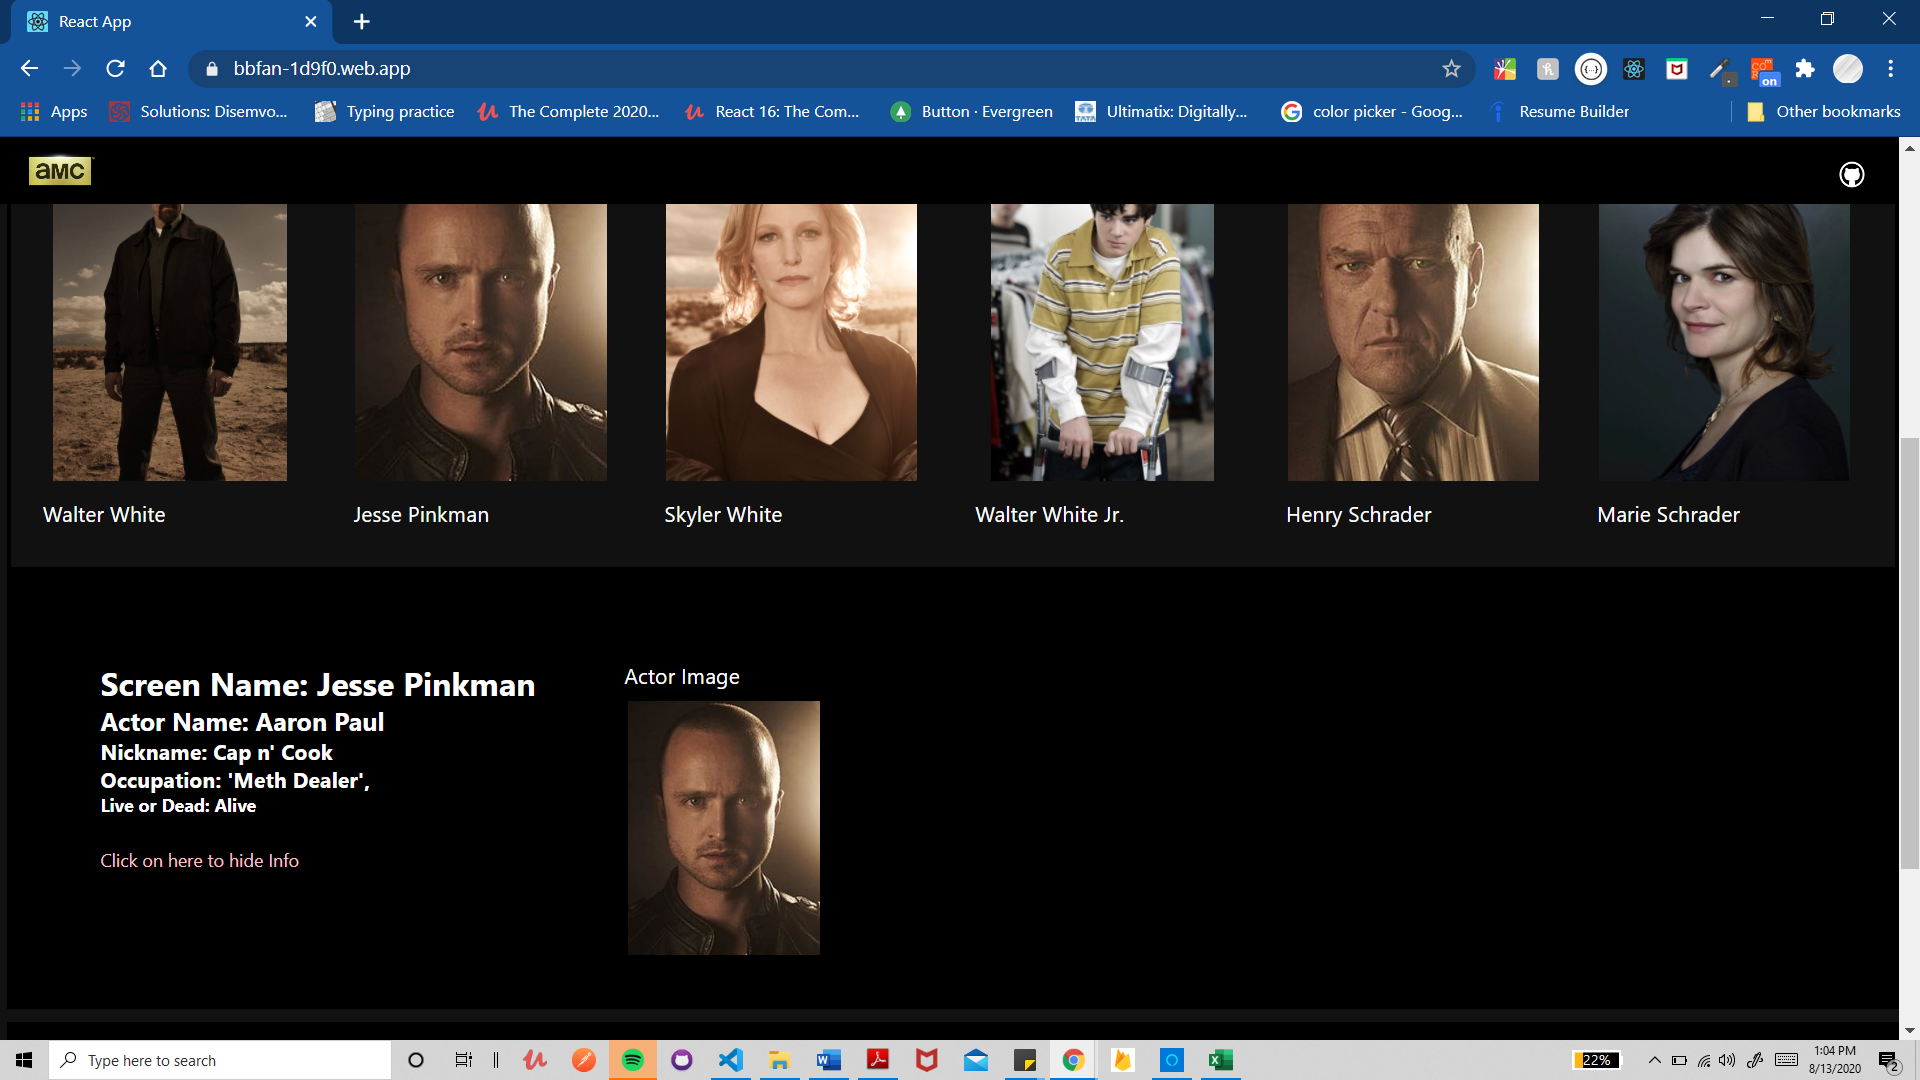 React App
bbfan-1d9f0.web.app
on
Apps
Solutions: Disemvo...
Typing practice
The Complete 2020...
React 16: The Com...
Button · Evergreen
Ultimatix: Digitally...
color picker - Goog...
Resume Builder
Other bookmarks
aMC
Walter White
Jesse Pinkman
Skyler White
Walter White Jr.
Henry Schrader
Marie Schrader
Screen Name: Jesse Pinkman
Actor Name: Aaron Paul
Nickname: Cap n' Cook
Occupation: 'Meth Dealer',
Live or Dead: Alive
Click on here to hide Info
Actor Image
Type here to search
22%
1:04 PM
8/13/2020
2